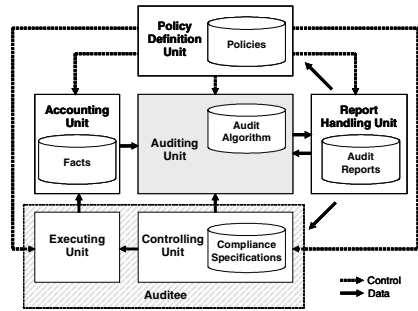 Policy
Definition
Unit
Policies
Accounting
Unit
Facts
Auditing
Unit
Audit
Algorithm
Report
Handling Unit
Audit
Reports
Executing
Unit
Controlling
Unit
Compliance
Specifications
Auditee
Control
Data